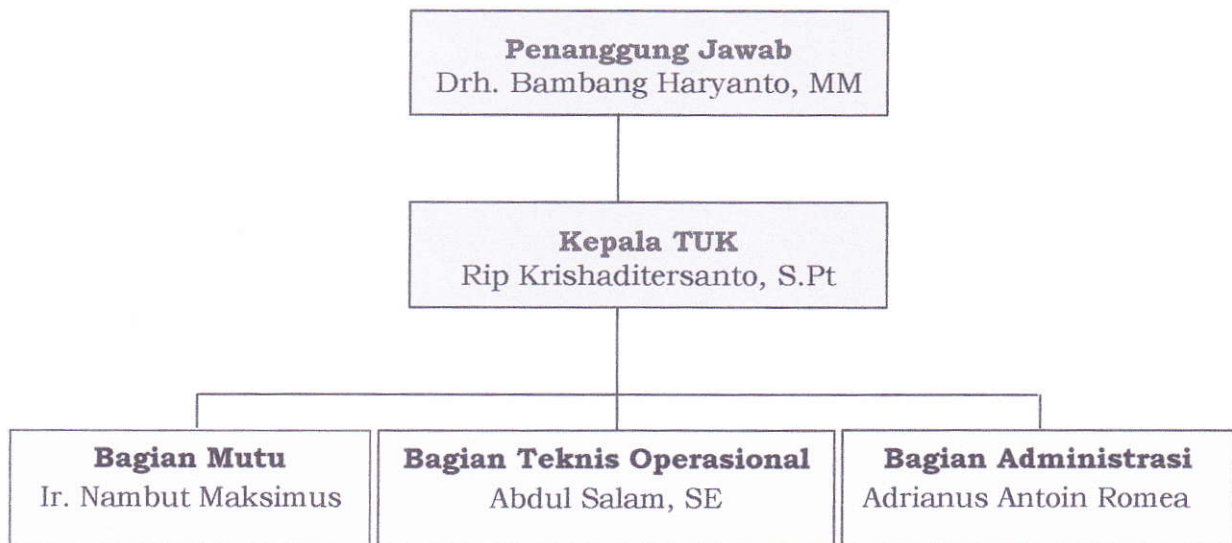 Penanggung Jawab
Drh. Bambang Haryanto, MM
Kepala TUK
Rip Krishaditersanto, S.Pt
Bagian Mutu
Ir. Nambut Maksimus
Bagian Teknis Operasional
Abdul Salam, SE
Bagian Administrasi
Adrianus Antoin Romea